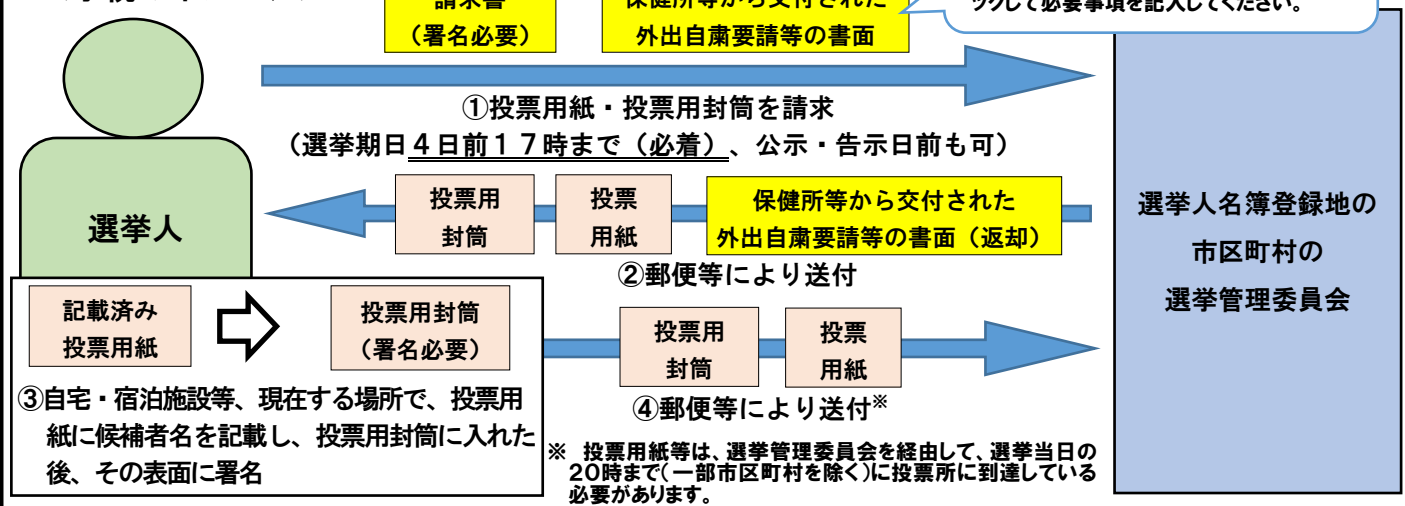 請求書
(署名必要)
保健所等から交付された
外出自粛要請等の書面
ックして必要事項を記入してください。
①投票用紙・投票用封筒を請求
(選挙期日4日前17時まで(必着)、公示・告示日前も可)
選挙人
投票用
封筒
投票
用紙
保健所等から交付された
外出自粛要請等の書面(返却)
②郵便等により送付
選挙人名簿登録地の
市区町村の
選挙管理委員会
記載済み
投票用紙
投票用封筒
(署名必要)
③自宅・宿泊施設等、現在する場所で、投票用
紙に候補者名を記載し、投票用封筒に入れた
後、その表面に署名
投票用
封筒
投票
用紙
④郵便等により送付※
※ 投票用紙等は、選挙管理委員会を経由して、選挙当日の
20時まで(一部市区町村を除く)に投票所に到達している
必要があります。